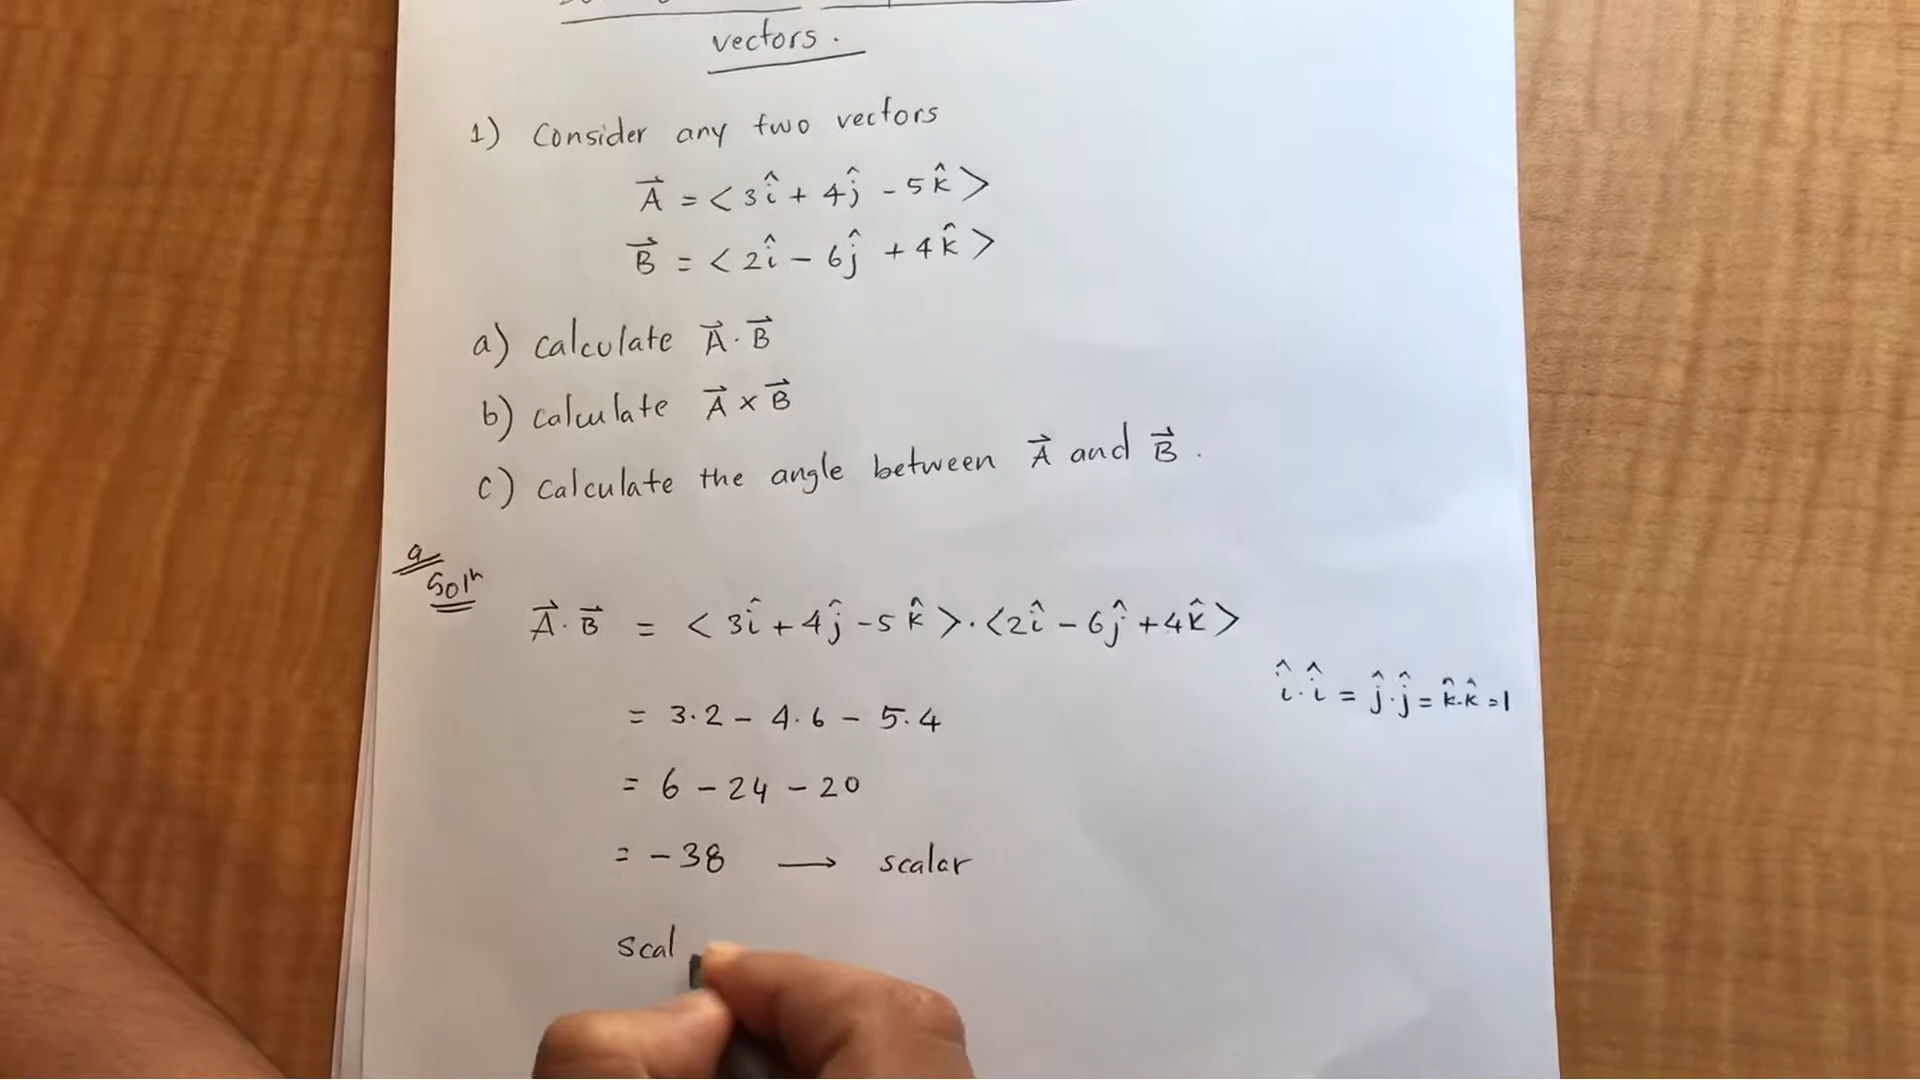 vectors.
1) Consider any two vectors
A⃗ = <3î + 4ĵ - 5k̂>
B⃗ = <2î - 6ĵ + 4k̂>
a) calculate A⃗·B⃗
b) calculate A⃗×B⃗
c) calculate the angle between A⃗ and B⃗.
a
Solⁿ
A⃗·B⃗ = <3î + 4ĵ - 5k̂>·<2î - 6ĵ + 4k̂>
î·î = ĵ·ĵ = k̂·k̂ = 1
= 3·2 - 4·6 - 5·4
= 6 - 24 - 20
= -38 → scalar
scal